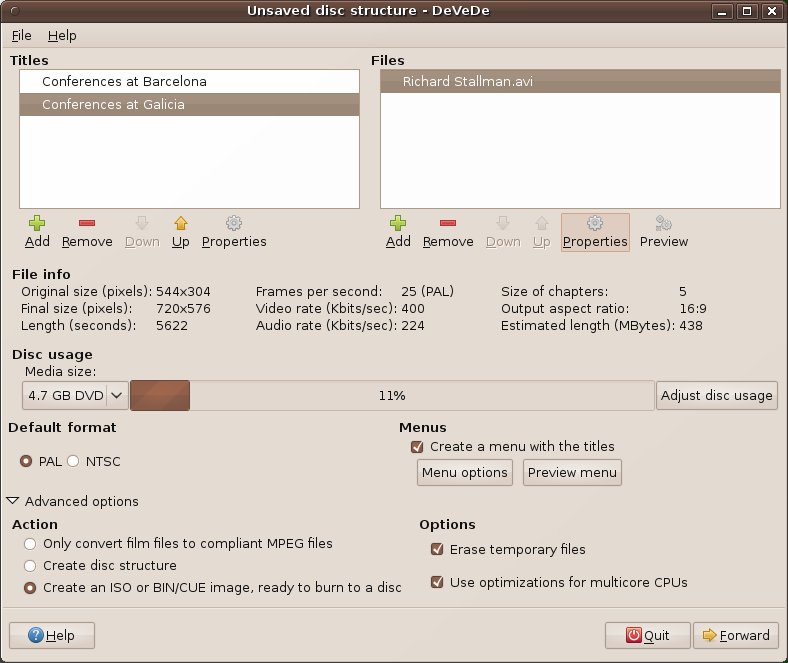 Unsaved disc structure - DeVeDe
File Help
Titles
Conferences at Barcelona
Conferences at Galicia
Add Remove Down Up Properties
Files
Richard Stallman.avi
Add Remove Down Up Properties Preview
File info
Original size (pixels): 544x304 Frames per second: 25 (PAL) Size of chapters: 5
Final size (pixels): 720x576 Video rate (Kbits/sec): 400 Output aspect ratio: 16:9
Length (seconds): 5622 Audio rate (Kbits/sec): 224 Estimated length (MBytes): 438
Disc usage
Media size:
4.7 GB DVD 11% Adjust disc usage
Default format
PAL NTSC
Menus
Create a menu with the titles
Menu options Preview menu
Advanced options
Action
Only convert film files to compliant MPEG files
Create disc structure
Create an ISO or BIN/CUE image, ready to burn to a disc
Options
Erase temporary files
Use optimizations for multicore CPUs
Help Quit Forward